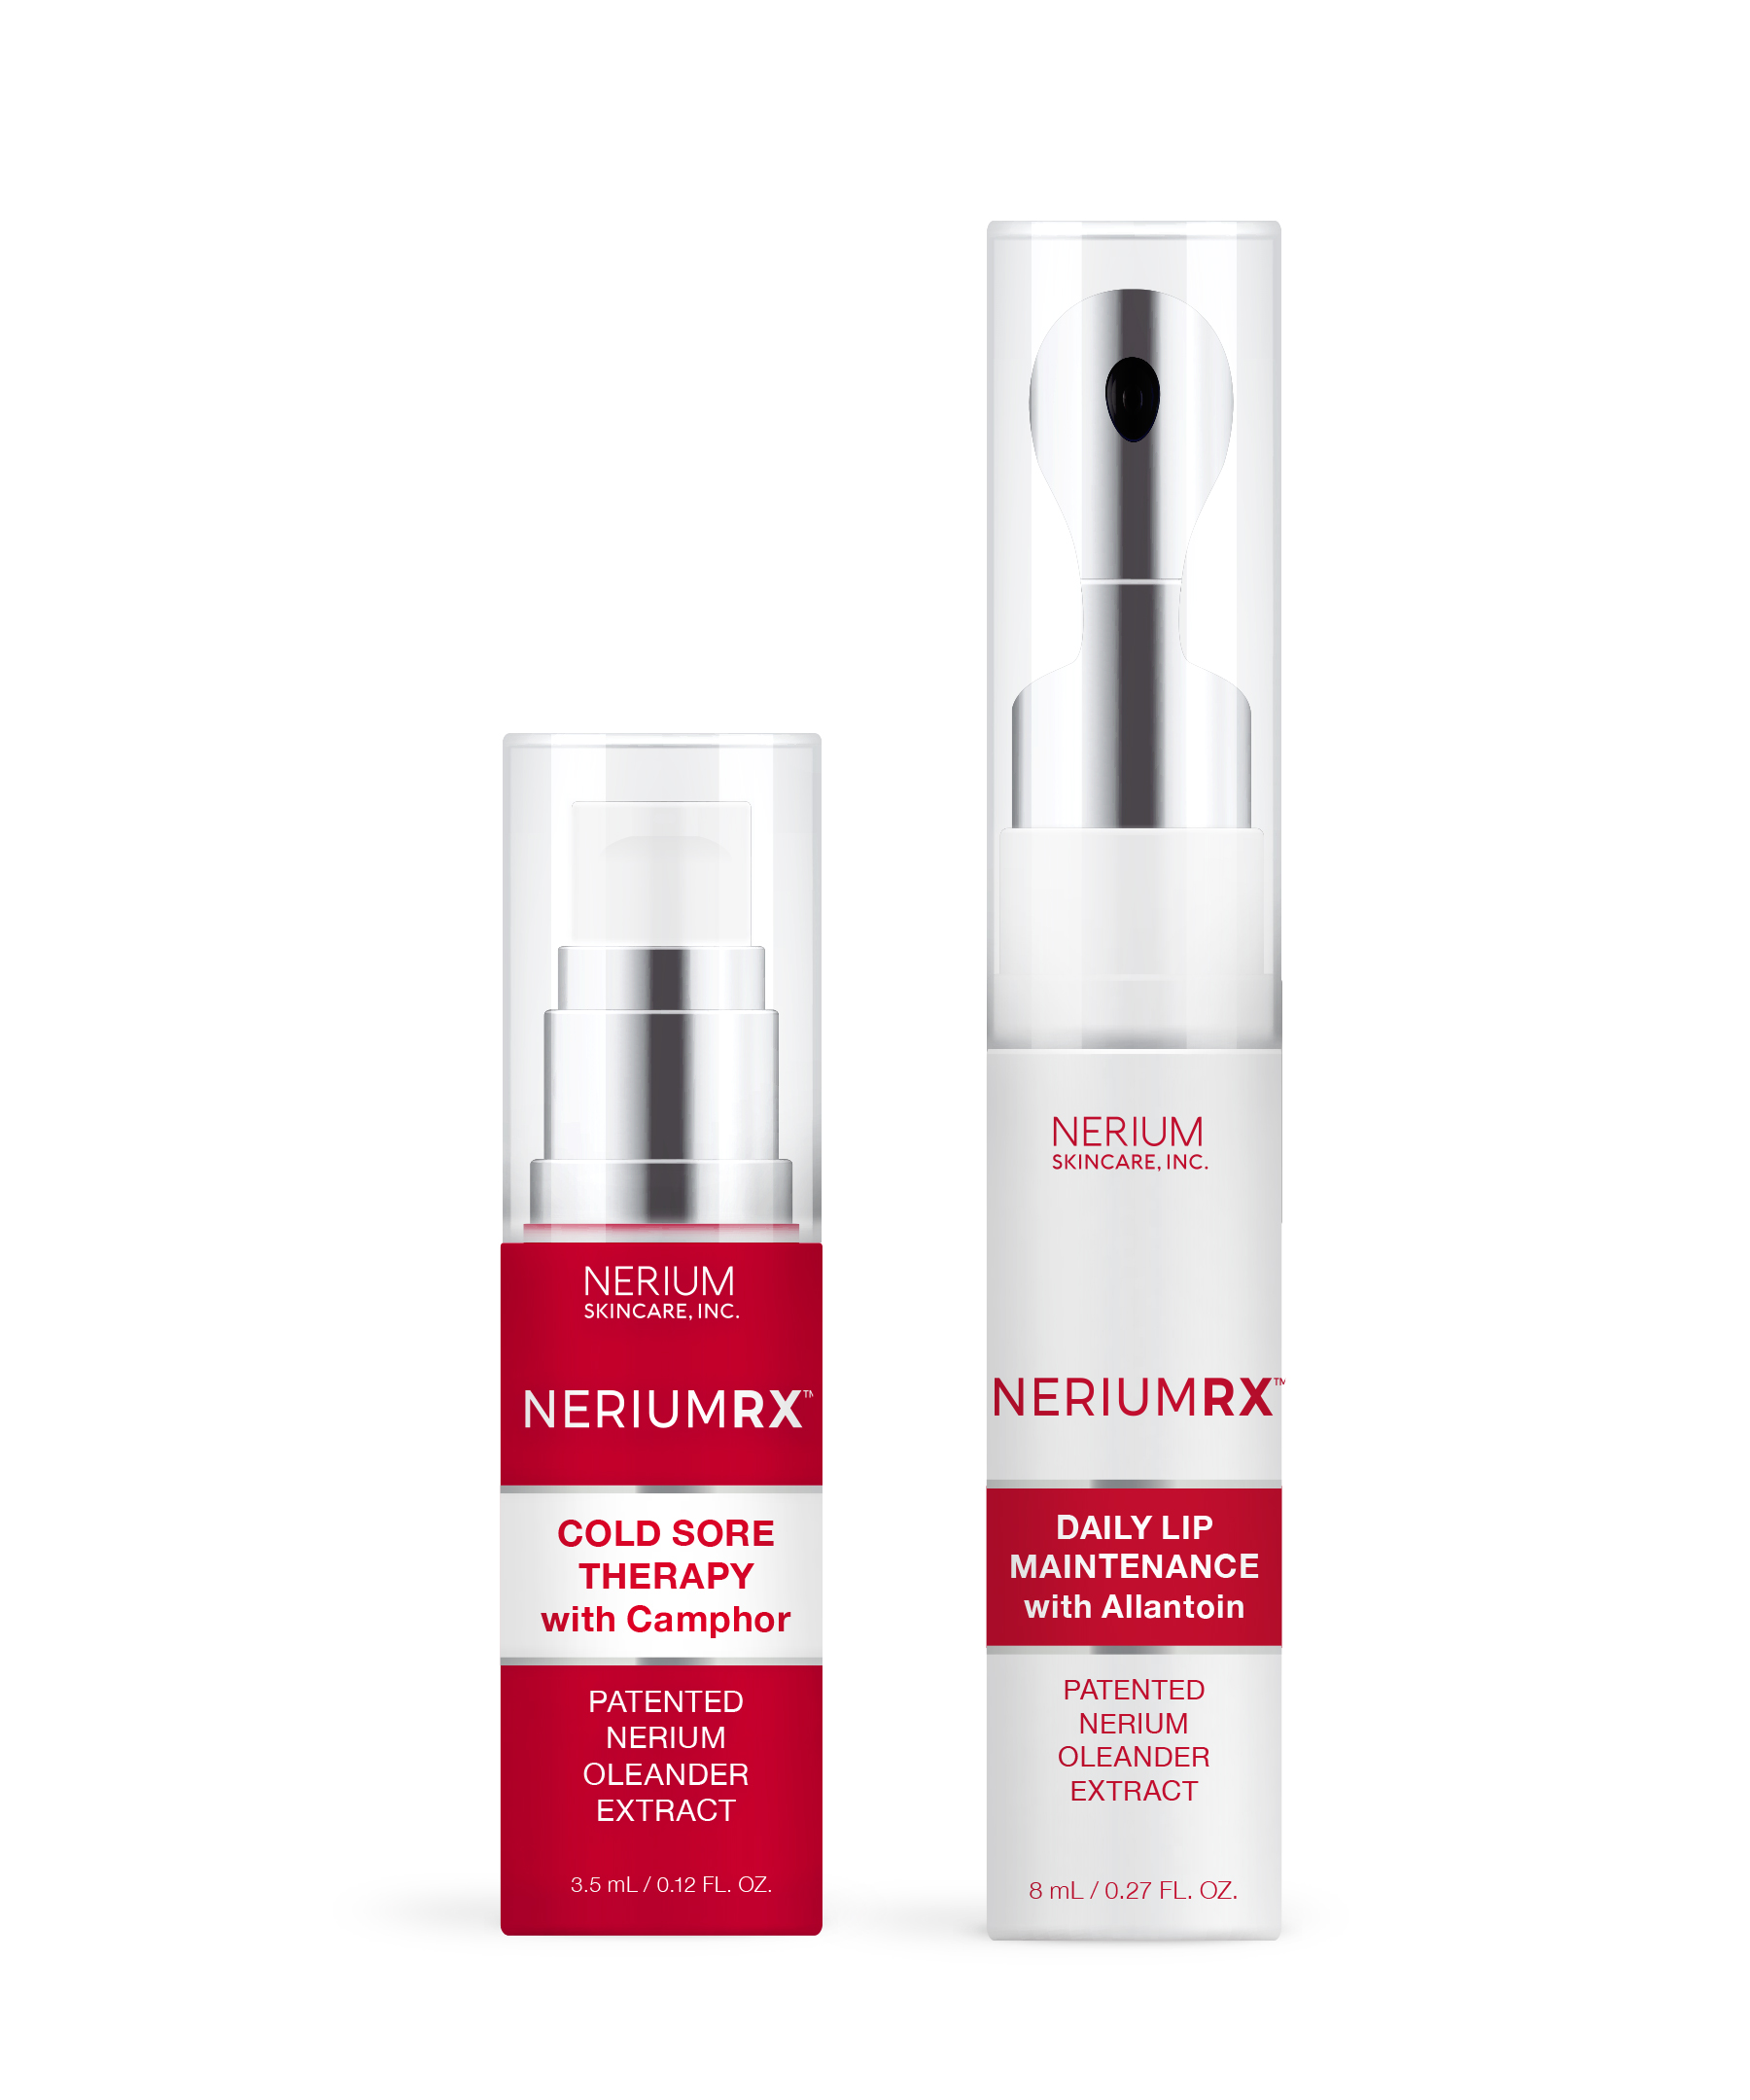 NERIUM
SKINCARE, INC.
NERIUMRX™
COLD SORE
THERAPY
with Camphor
PATENTED
NERIUM
OLEANDER
EXTRACT
3.5 mL / 0.12 FL. OZ.
NERIUM
SKINCARE, INC.
NERIUMRX™
DAILY LIP
MAINTENANCE
with Allantoin
PATENTED
NERIUM
OLEANDER
EXTRACT
8 mL / 0.27 FL. OZ.